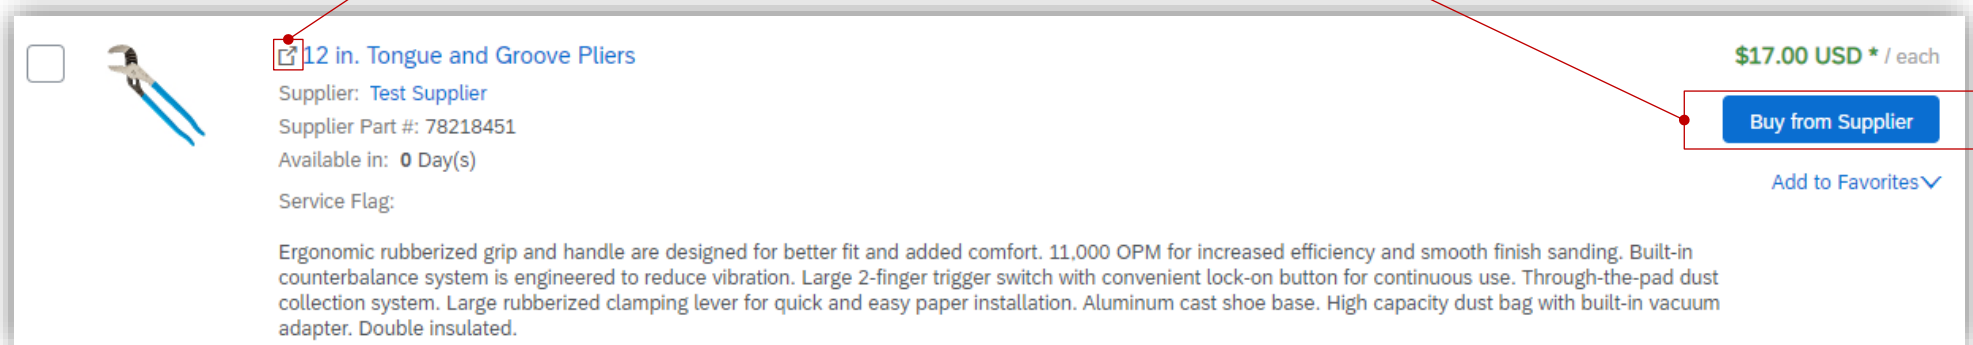 12 in. Tongue and Groove Pliers
$17.00 USD * / each
Supplier: Test Supplier
Supplier Part #: 78218451
Buy from Supplier
Available in: 0 Day(s)
Add to Favorites
Service Flag:
Ergonomic rubberized grip and handle are designed for better fit and added comfort. 11,000 OPM for increased efficiency and smooth finish sanding. Built-in
counterbalance system is engineered to reduce vibration. Large 2-finger trigger switch with convenient lock-on button for continuous use. Through-the-pad dust
collection system. Large rubberized clamping lever for quick and easy paper installation. Aluminum cast shoe base. High capacity dust bag with built-in vacuum
adapter. Double insulated.